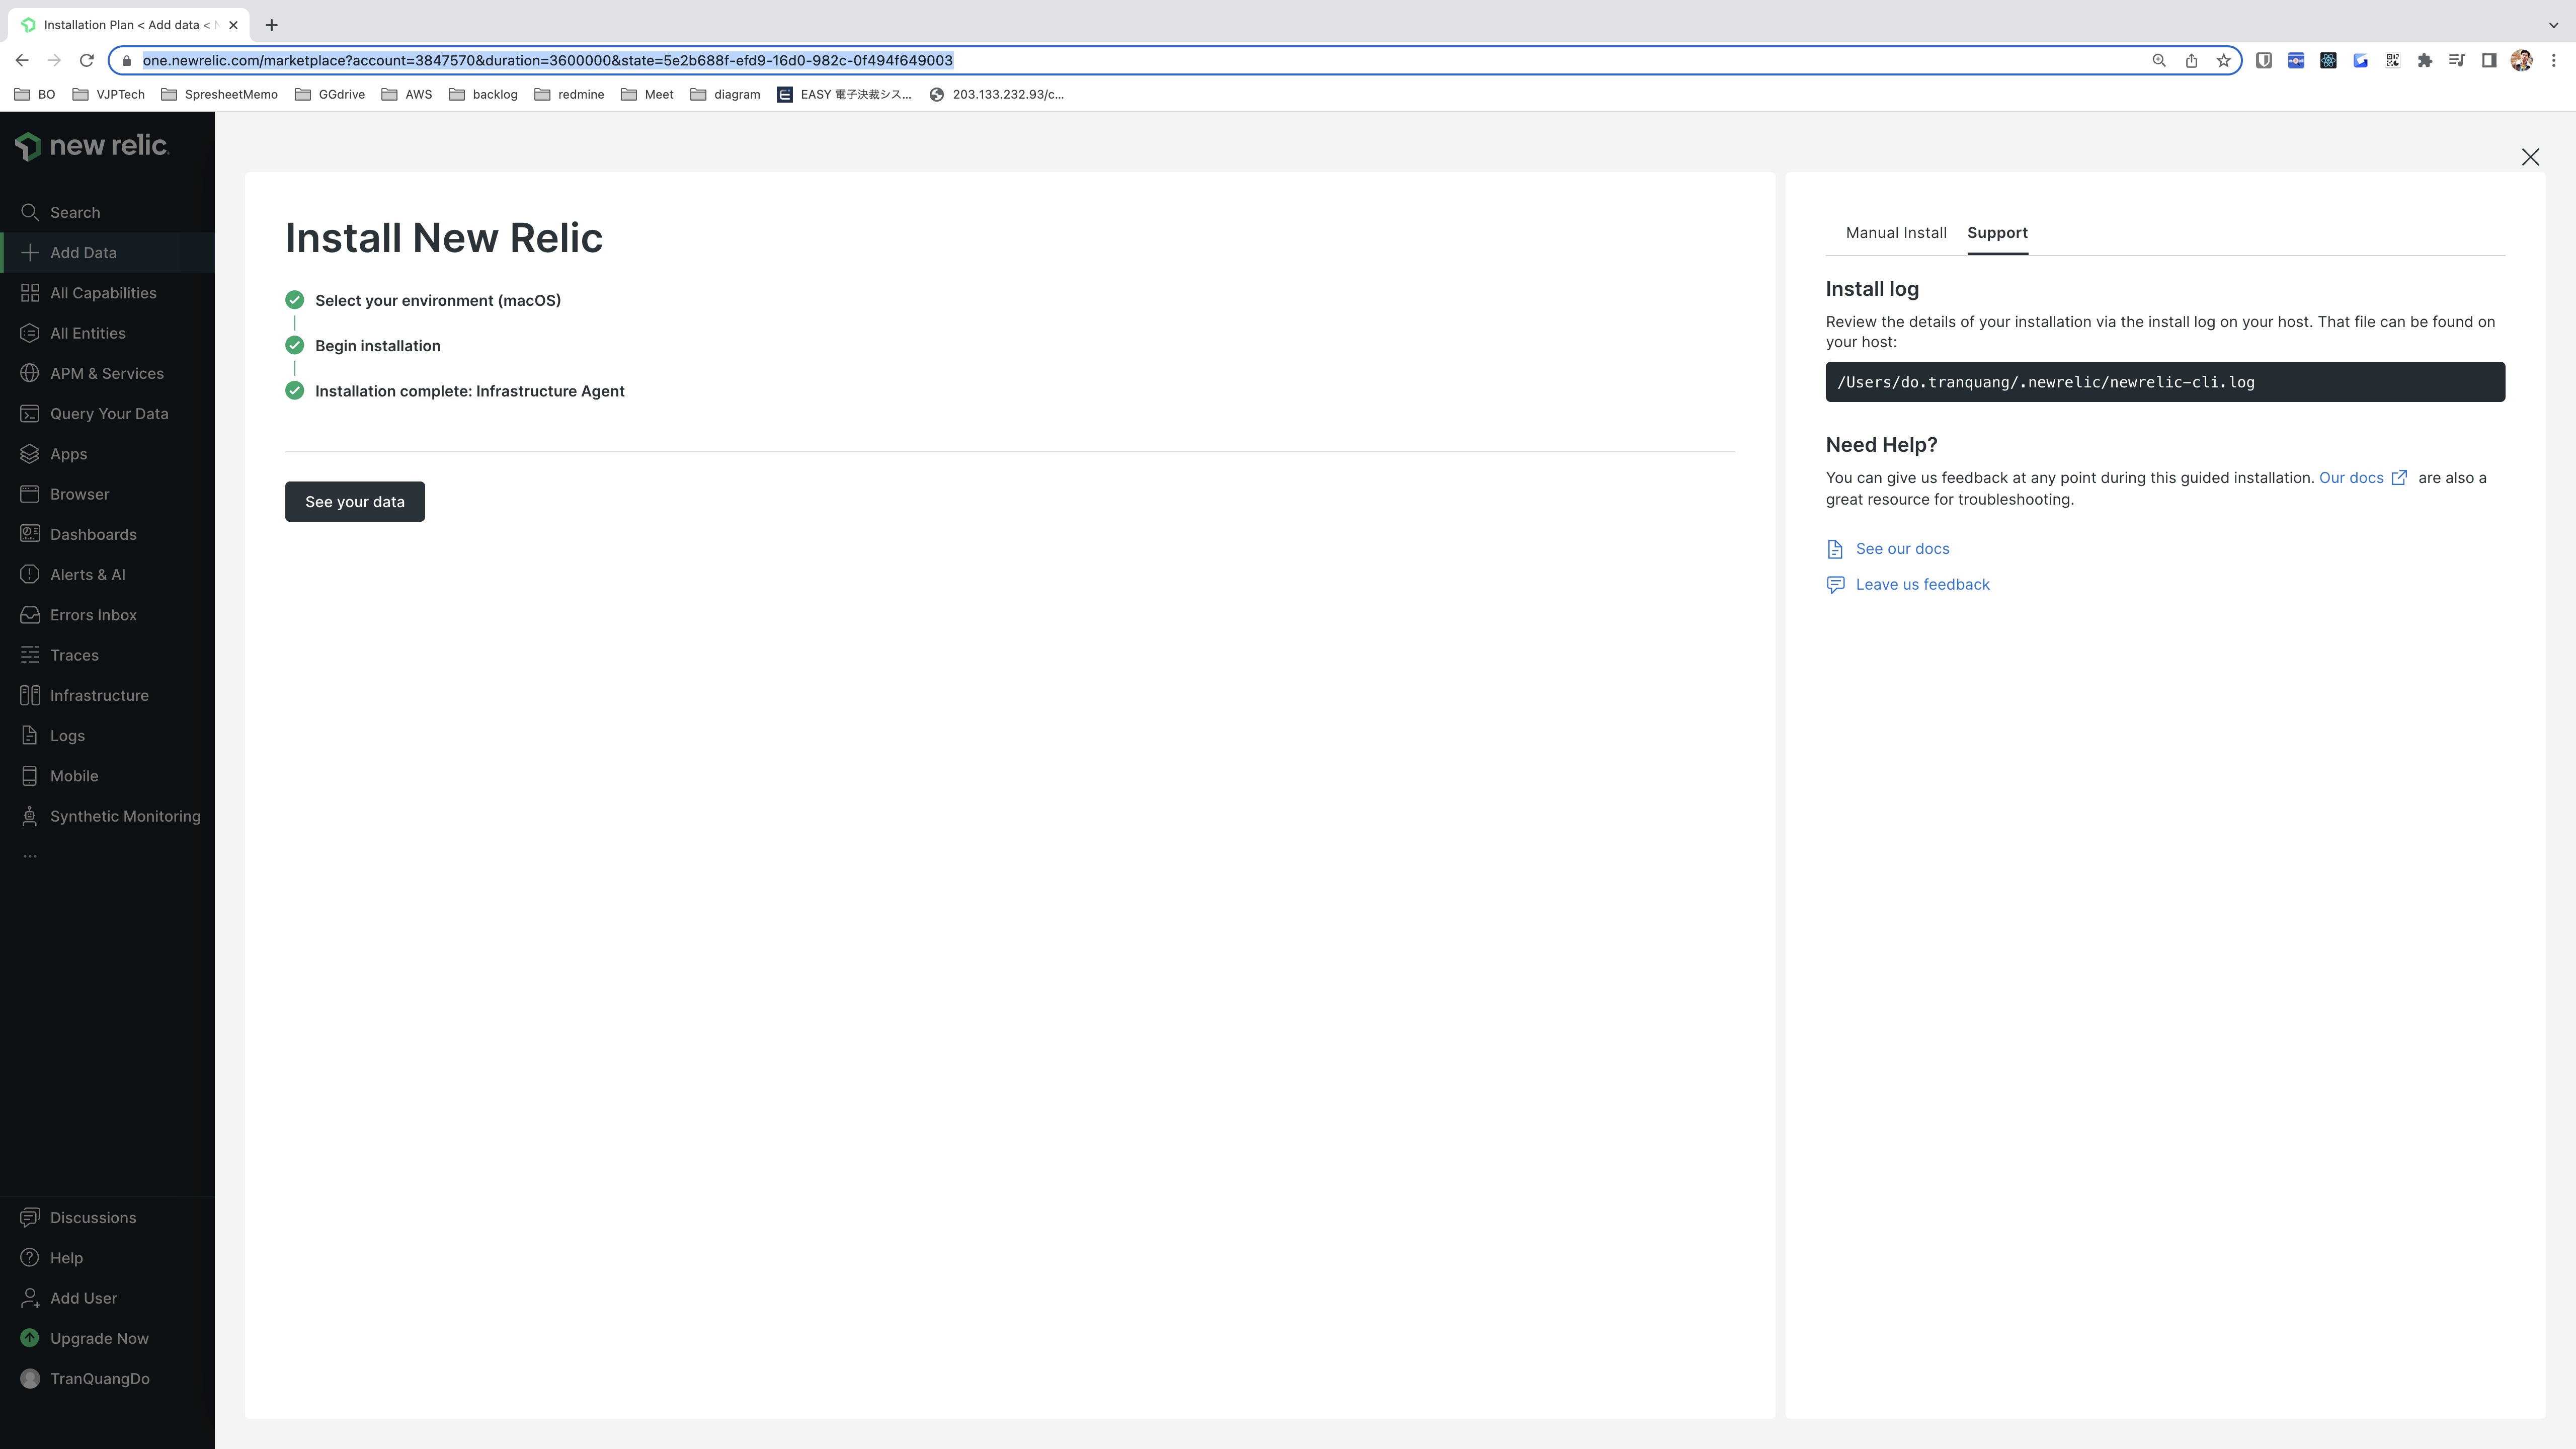 Installation Plan < Add data < N
one.newrelic.com/marketplace?account=3847570&duration=3600000&state=5e2b688f-efd9-16d0-982c-0f494f649003
BO VJPTech SpresheetMemo GGdrive AWS backlog redmine Meet diagram EASY 電子決裁シス... 203.133.232.93/c...
new relic.
Search
Add Data
All Capabilities
All Entities
APM & Services
Query Your Data
Apps
Browser
Dashboards
Alerts & AI
Errors Inbox
Traces
Infrastructure
Logs
Mobile
Synthetic Monitoring
...
Discussions
Help
Add User
Upgrade Now
TranQuangDo
Install New Relic
Select your environment (macOS)
Begin installation
Installation complete: Infrastructure Agent
See your data
Manual Install Support
Install log
Review the details of your installation via the install log on your host. That file can be found on
your host:
/Users/do.tranquang/.newrelic/newrelic-cli.log
Need Help?
You can give us feedback at any point during this guided installation. Our docs are also a
great resource for troubleshooting.
See our docs
Leave us feedback